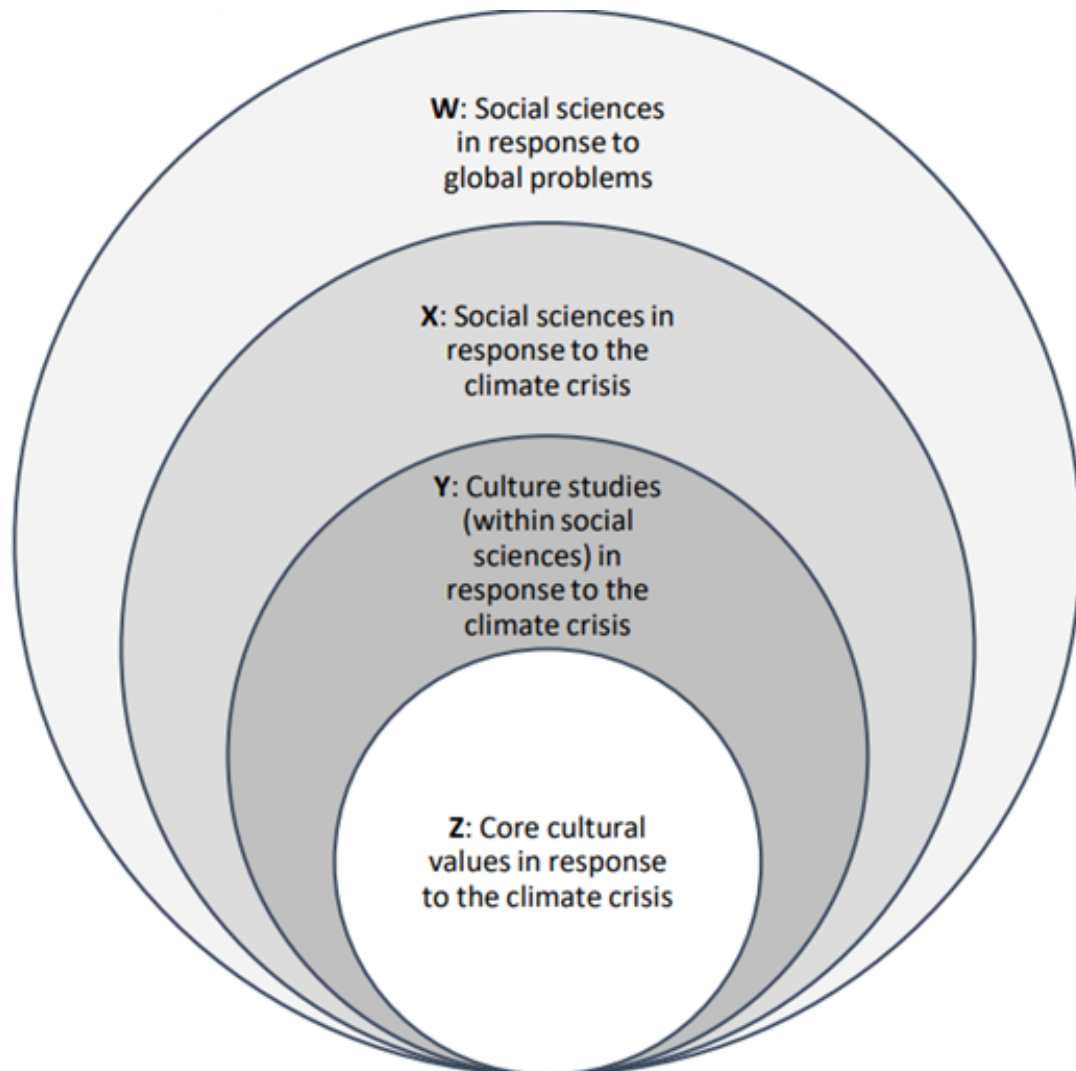 W: Social sciences
in response to
global problems
X: Social sciences in
response to the
climate crisis
Y: Culture studies
(within social
sciences) in
response to the
climate crisis
Z: Core cultural
values in response
to the climate crisis